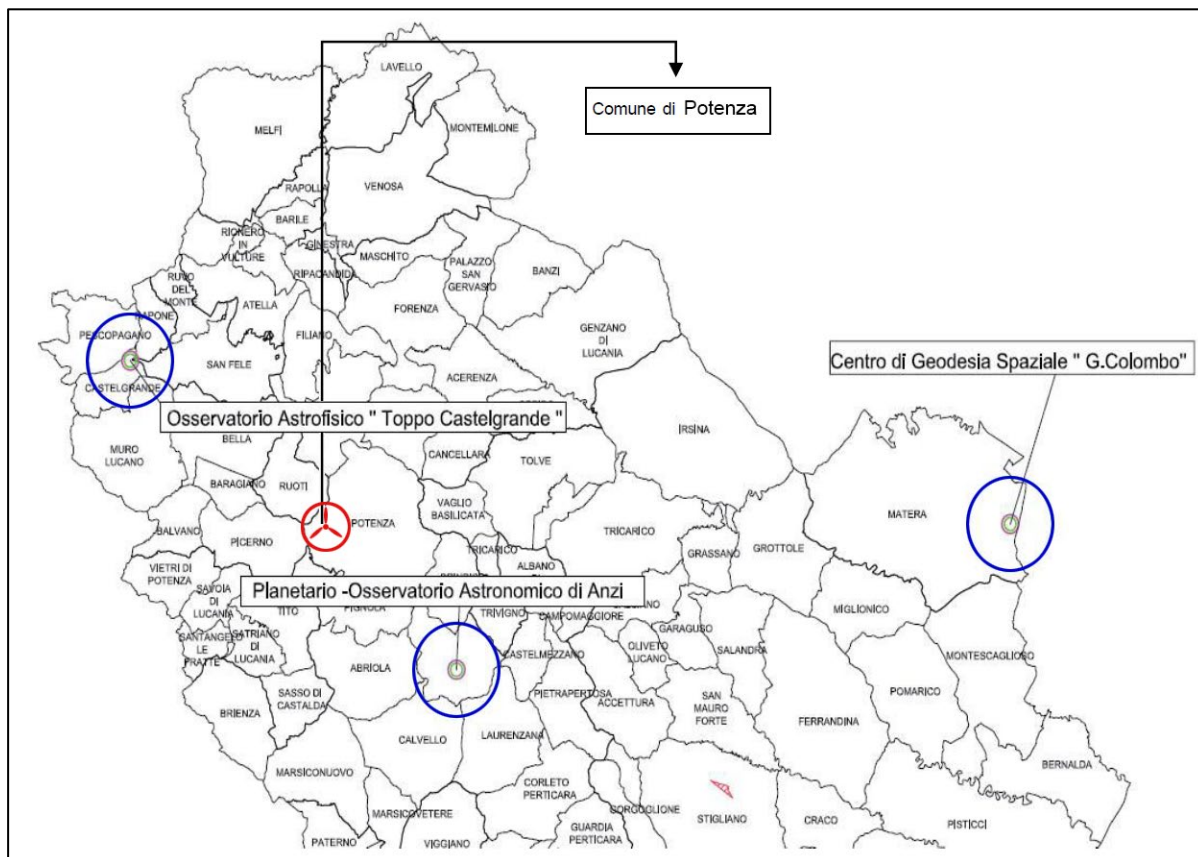 LAVELLO
Comune di Potenza
MELFI
MONTEMILONE
RAPOLLA
VENOSA
BARILE
RIONERO
IN
VULTURE
GINESTRA
MASCHITO
PALAZZO
SAN
GERVASIO
BANZI
RIPACANDIDA
RUVO
DEL
MONTE
ATELLA
FORENZA
RAPONE
PESCOPAGANO
FILIANO
GENZANO
DI
LUCANIA
SAN FELE
Centro di Geodesia Spaziale " G.Colombo"
ACERENZA
CASTELGRANDE
Osservatorio Astrofisico " Toppo Castelgrande "
IRSINA
BELLA
MURO
LUCANO
CANCELLARA
TOLVE
BARAGIANO
RUOTI
VAGLIO
BASILICATA
MATERA
POTENZA
BALVANO
PICERNO
TRICARICO
TRICARICO
GRASSANO
GROTTOLE
ALBANO
VIETRI DI
POTENZA
Planetario -Osservatorio Astronomico di Anzi
SAVOIA
DI
LUCANIA
TITO
PIGNOLA
TRIVIGNO
CAMPOMAGGIORE
MIGLIONICO
GARAGUSO
SANTANGELO
LE
FRATTE
SATRIANO
DI
LUCANIA
ABRIOLA
CASTELMEZZANO
OLIVETO
LUCANO
SALANDRA
MONTESCAGLIOSO
SASSO DI
CASTALDA
PIETRAPERTOSA
ACCETTURA
SAN
MAURO
FORTE
POMARICO
BRIENZA
FERRANDINA
CALVELLO
LAURENZANA
MARSICONUOVO
BERNALDA
CORLETO
PERTICARA
MARSICOVETERE
GORGOGLIONE
STIGLIANO
CRACO
PISTICCI
GUARDIA
PERTICARA
PATERNO
VIGGIANO